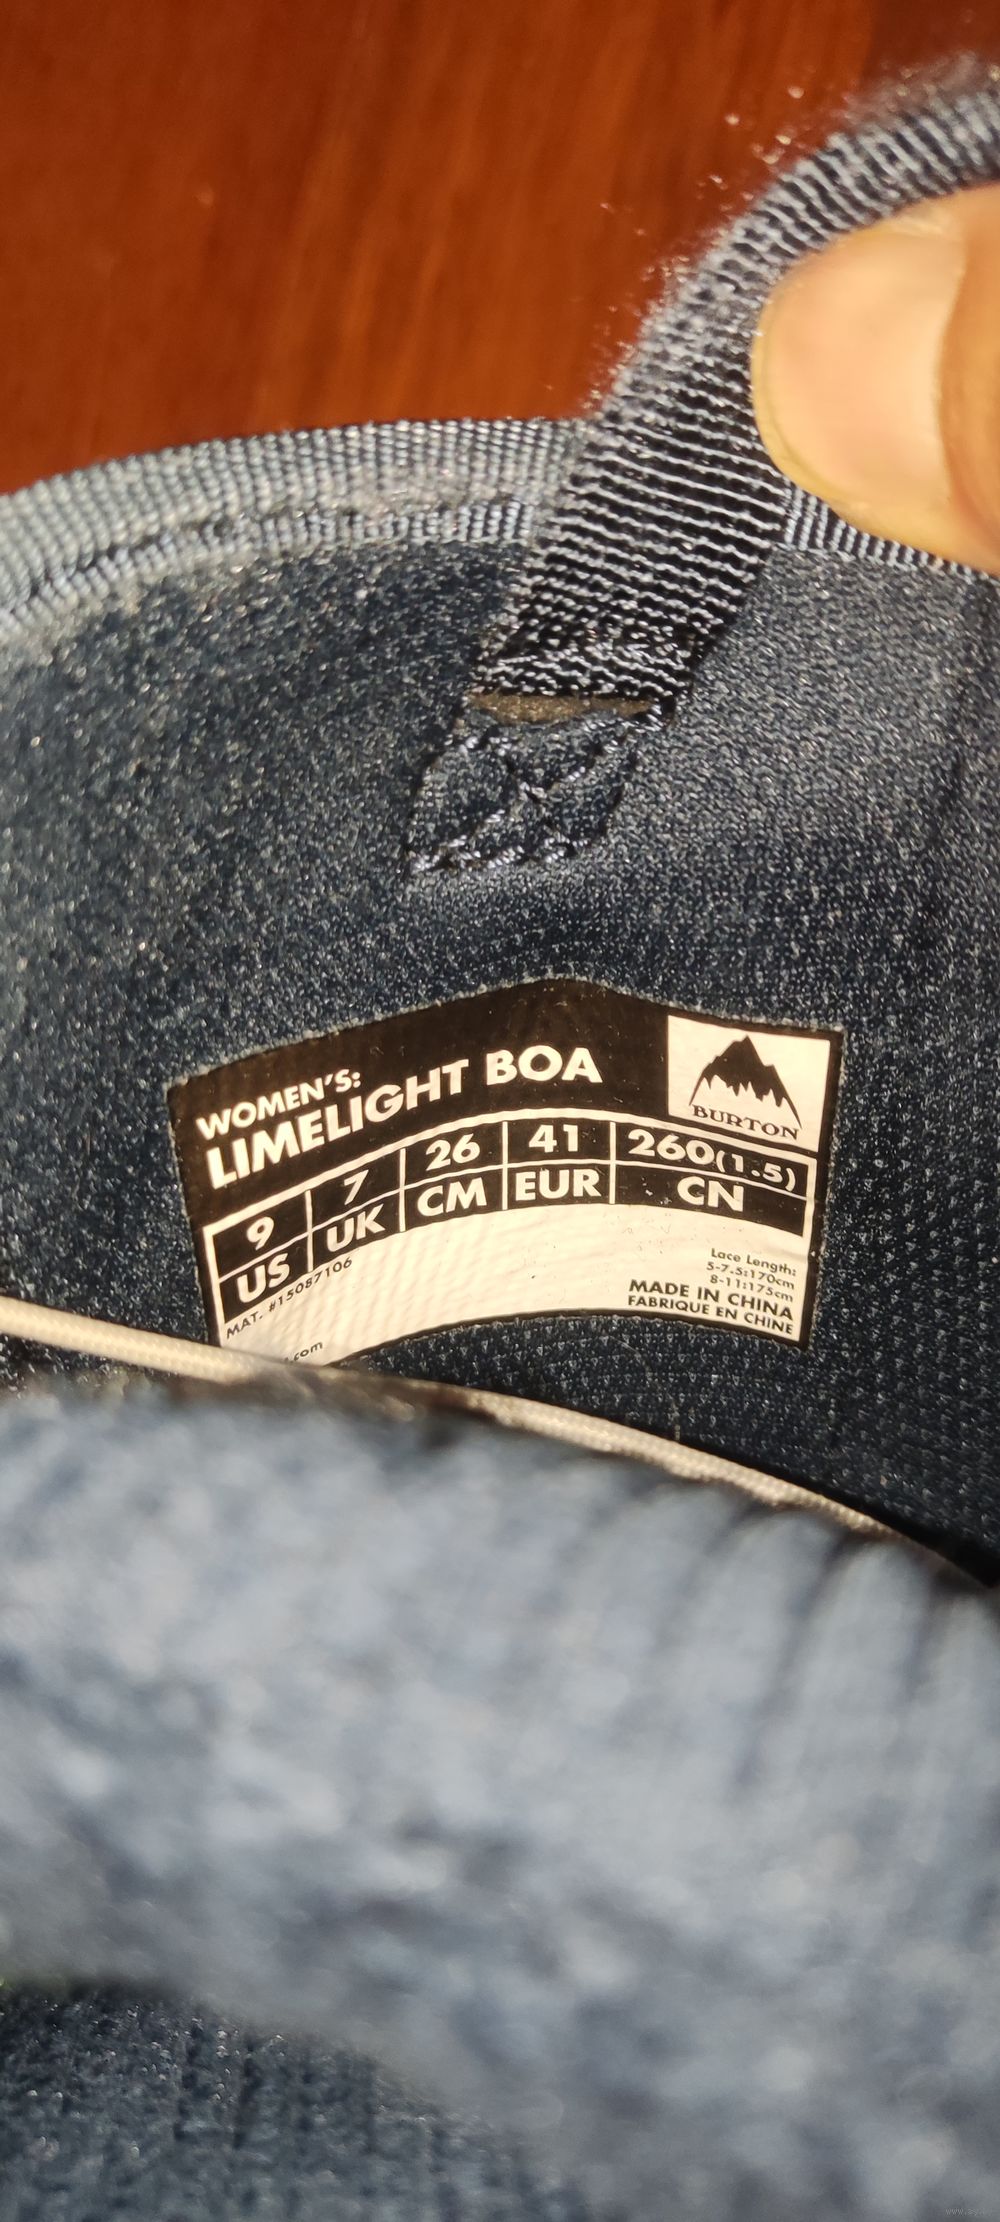 WOMEN'S:
LIMELIGHT BOA
BURTON
9 7 26 41 260(1.5)
US UK CM EUR CN
MAT. #15087106
Lace Length:
5-7.5:170cm
8-11:175cm
MADE IN CHINA
FABRIQUE EN CHINE
.com